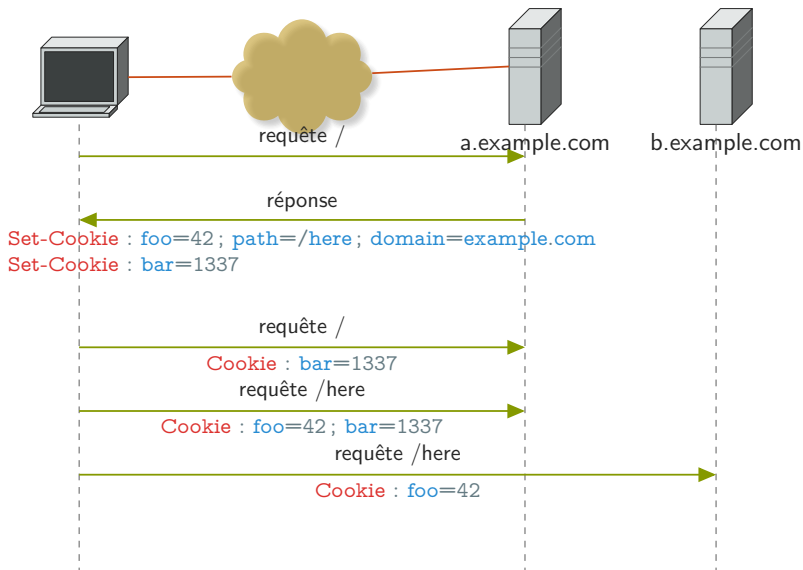 requête /
a.example.com
b.example.com
réponse
Set-Cookie : foo=42 ; path=/here ; domain=example.com
Set-Cookie : bar=1337
requête /
Cookie : bar=1337
requête /here
Cookie : foo=42 ; bar=1337
requête /here
Cookie : foo=42